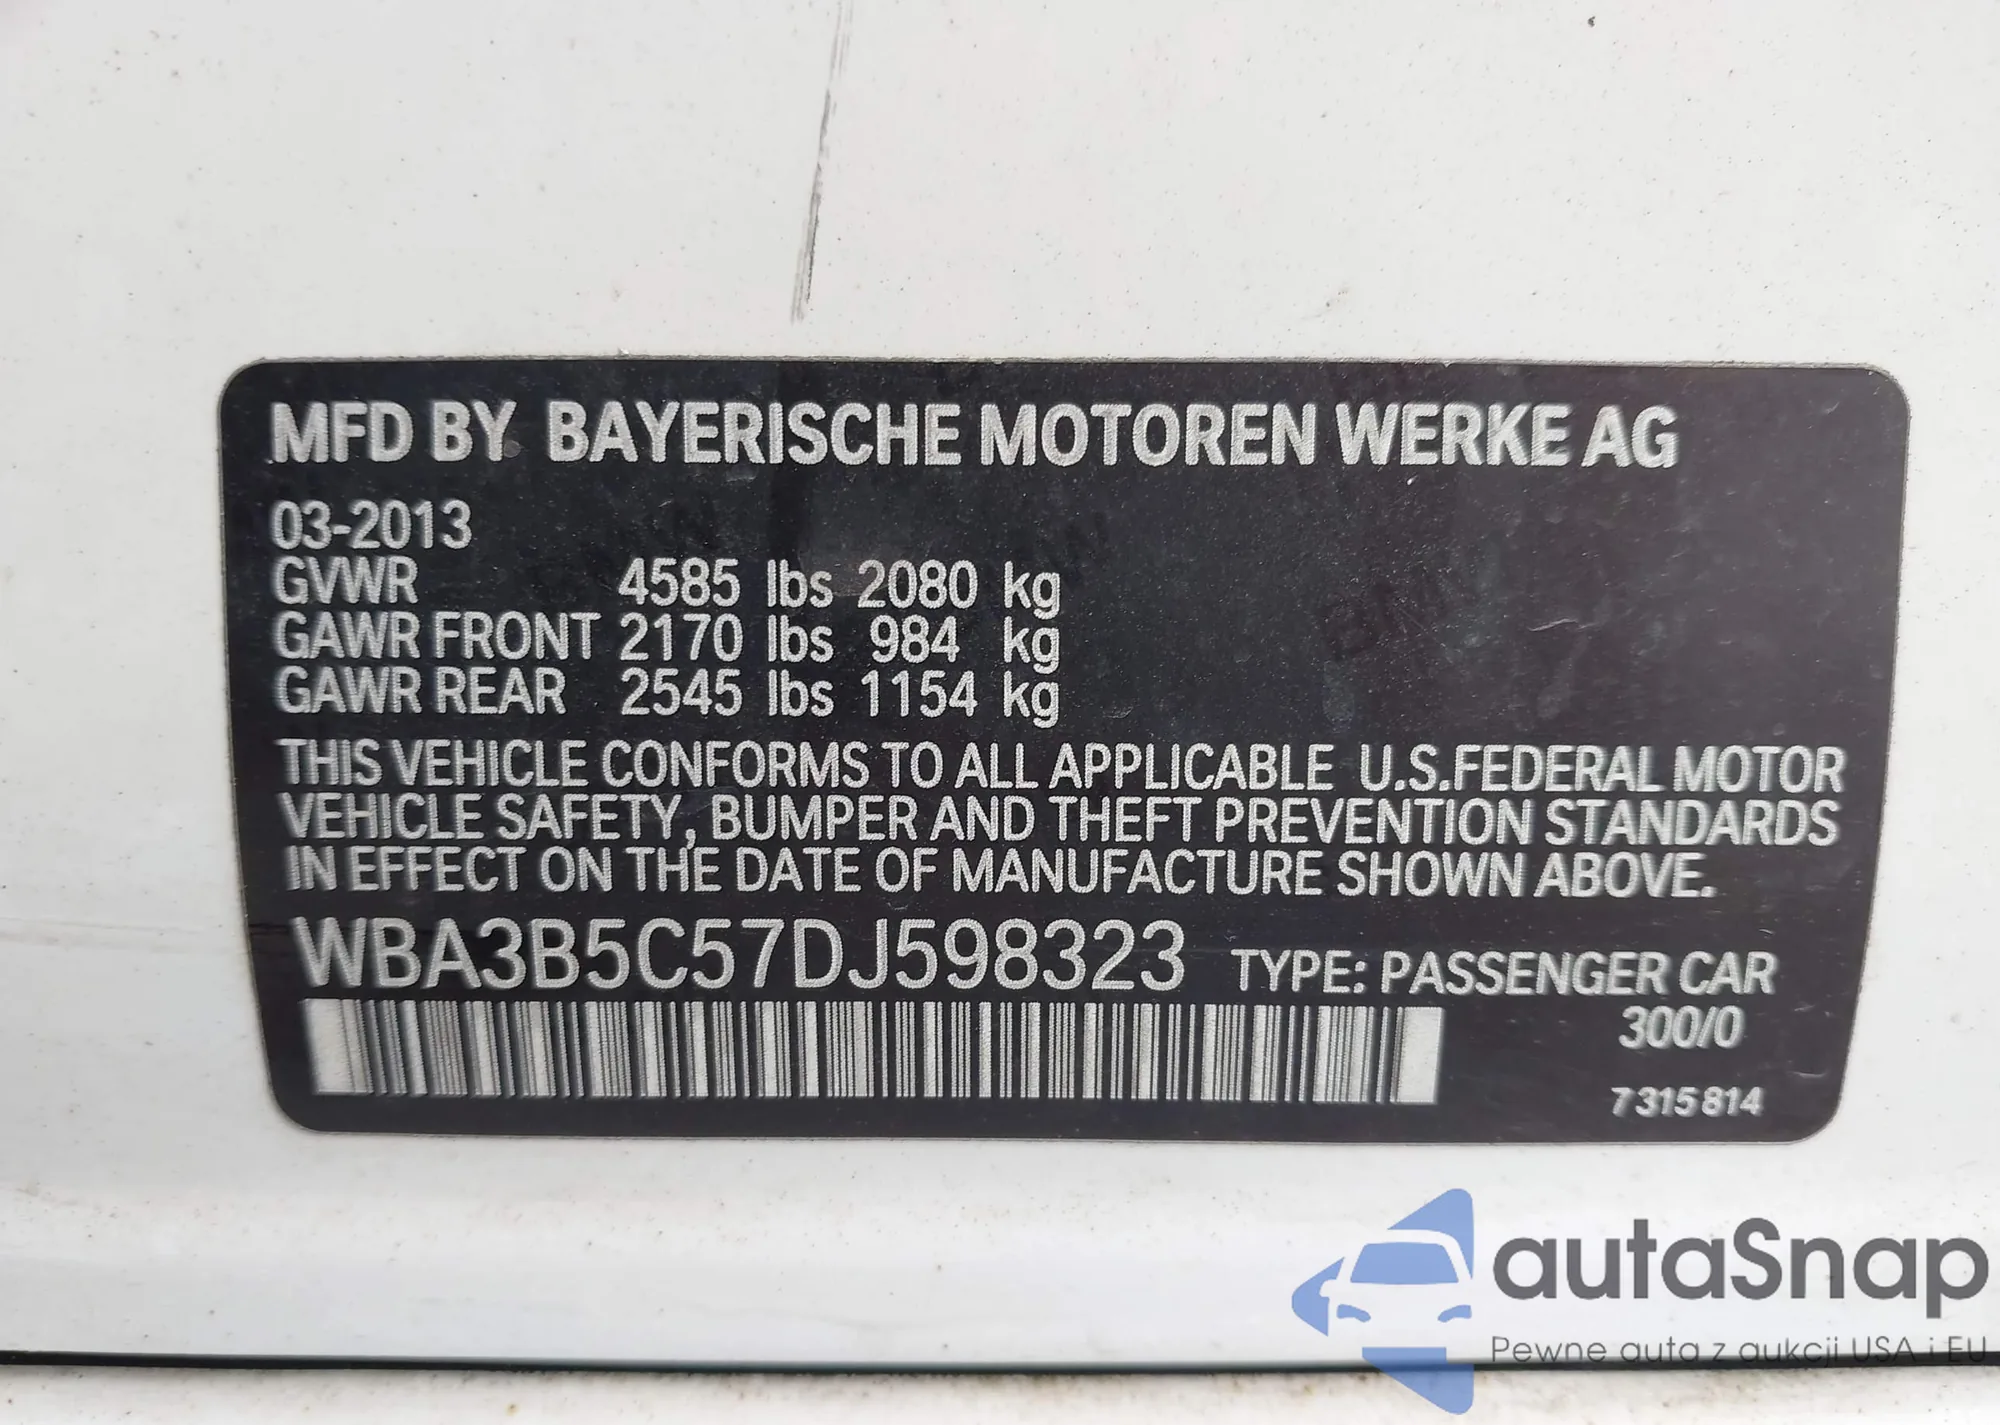 MFD BY BAYERISCHE MOTOREN WERKE AG
03-2013
GVWR 4585 lbs 2080 kg
GAWR FRONT 2170 lbs 984 kg
GAWR REAR 2545 lbs 1154 kg
THIS VEHICLE CONFORMS TO ALL APPLICABLE U.S.FEDERAL MOTOR
VEHICLE SAFETY, BUMPER AND THEFT PREVENTION STANDARDS
IN EFFECT ON THE DATE OF MANUFACTURE SHOWN ABOVE.
WBA3B5C57DJ598323 TYPE: PASSENGER CAR
300/0
7315814
autaSnap
Pewne auta z aukcji USA i EU